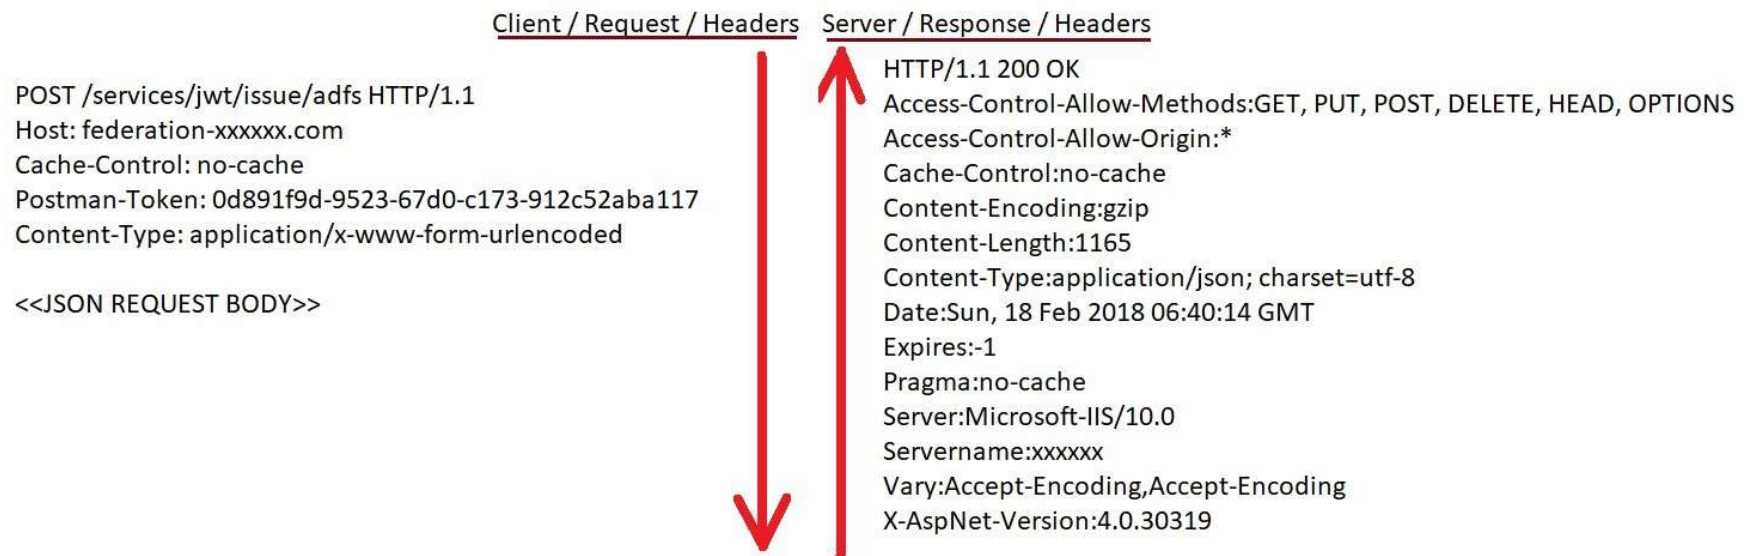 Client / Request / Headers
POST /services/jwt/issue/adfs HTTP/1.1
Host: federation-xxxxxx.com
Cache-Control: no-cache
Postman-Token: 0d891f9d-9523-67d0-c173-912c52aba117
Content-Type: application/x-www-form-urlencoded
<<JSON REQUEST BODY>>
Server / Response / Headers
HTTP/1.1 200 OK
Access-Control-Allow-Methods:GET, PUT, POST, DELETE, HEAD, OPTIONS
Access-Control-Allow-Origin:*
Cache-Control:no-cache
Content-Encoding:gzip
Content-Length:1165
Content-Type:application/json; charset=utf-8
Date:Sun, 18 Feb 2018 06:40:14 GMT
Expires:-1
Pragma:no-cache
Server:Microsoft-IIS/10.0
Servername:xxxxxx
Vary:Accept-Encoding,Accept-Encoding
X-AspNet-Version:4.0.30319